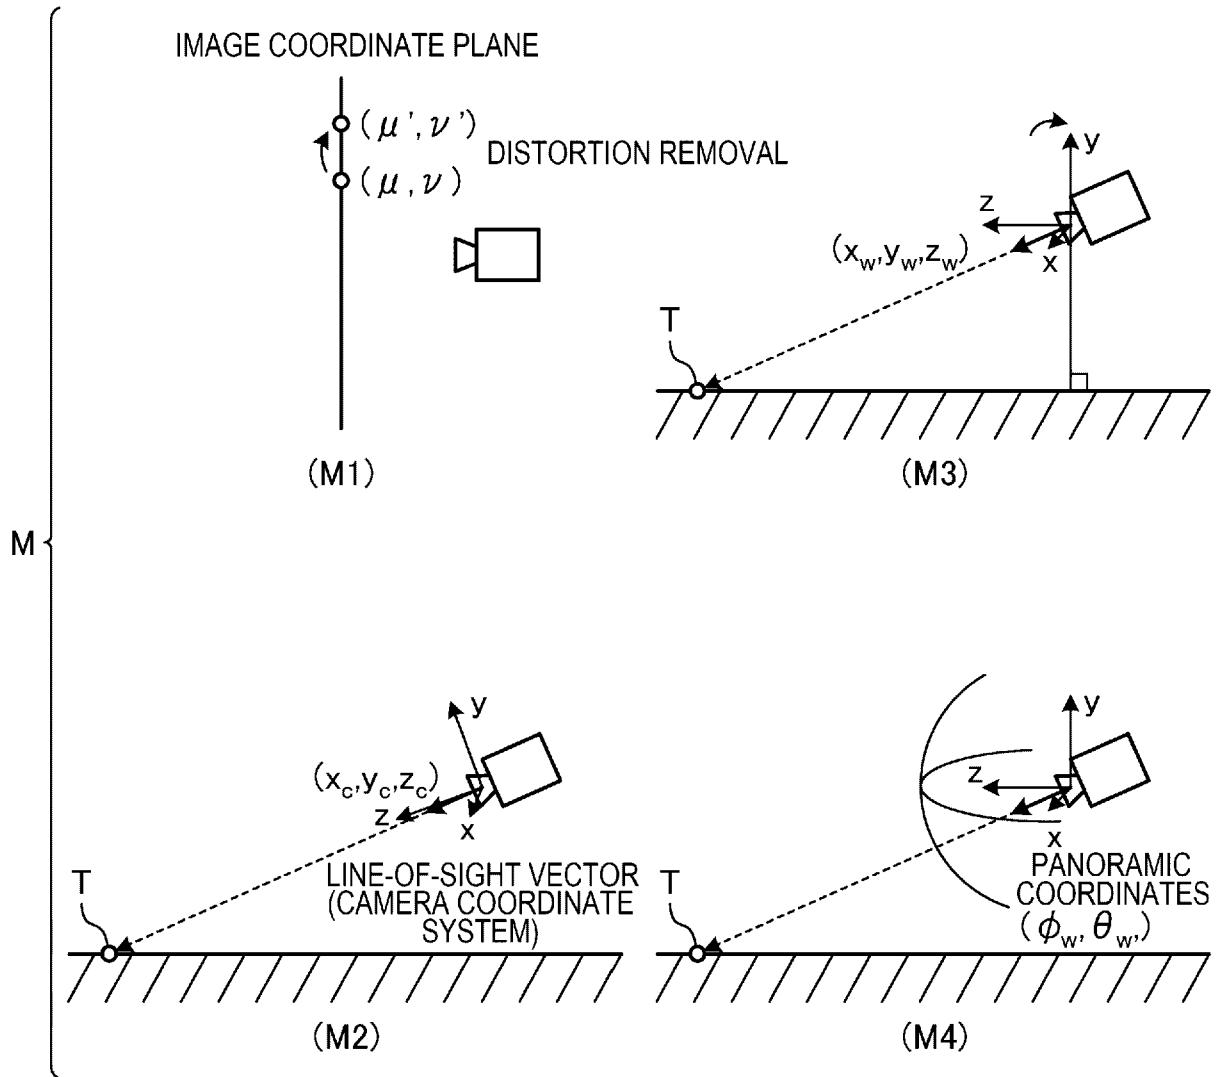 IMAGE COORDINATE PLANE
(μ',ν')
DISTORTION REMOVAL
(μ,ν)
(M1)
y
z
(xw,yw,zw)
x
T
(M3)
M
y
(xc,yc,zc)
z
x
LINE-OF-SIGHT VECTOR
(CAMERA COORDINATE
SYSTEM)
T
(M2)
y
z
x
PANORAMIC
COORDINATES
(ϕw,θw,)
T
(M4)